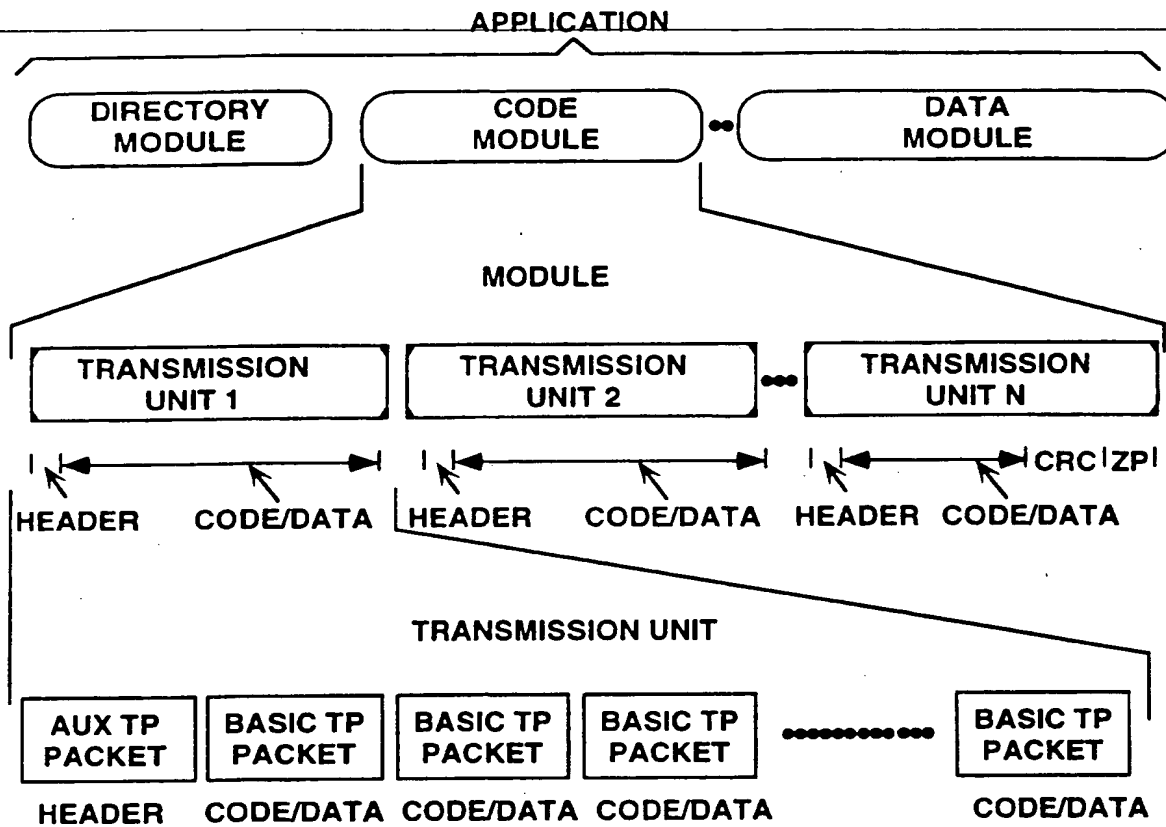 APPLICATION
DIRECTORY
MODULE
CODE
MODULE
DATA
MODULE
MODULE
TRANSMISSION
UNIT 1
TRANSMISSION
UNIT 2
TRANSMISSION
UNIT N
CRC ZP
HEADER CODE/DATA HEADER CODE/DATA HEADER CODE/DATA
TRANSMISSION UNIT
AUX TP
PACKET
BASIC TP
PACKET
BASIC TP
PACKET
BASIC TP
PACKET
BASIC TP
PACKET
HEADER CODE/DATA CODE/DATA CODE/DATA CODE/DATA